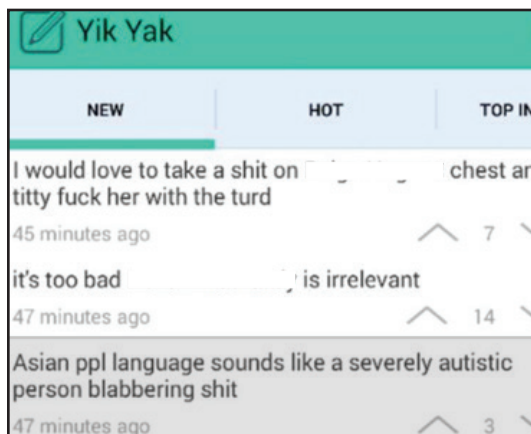 Yik Yak
NEW HOT TOP IN
I would love to take a shit on chest an
titty fuck her with the turd
45 minutes ago 7
it's too bad is irrelevant
47 minutes ago 14
Asian ppl language sounds like a severely autistic
person blabbering shit
47 minutes ago 3